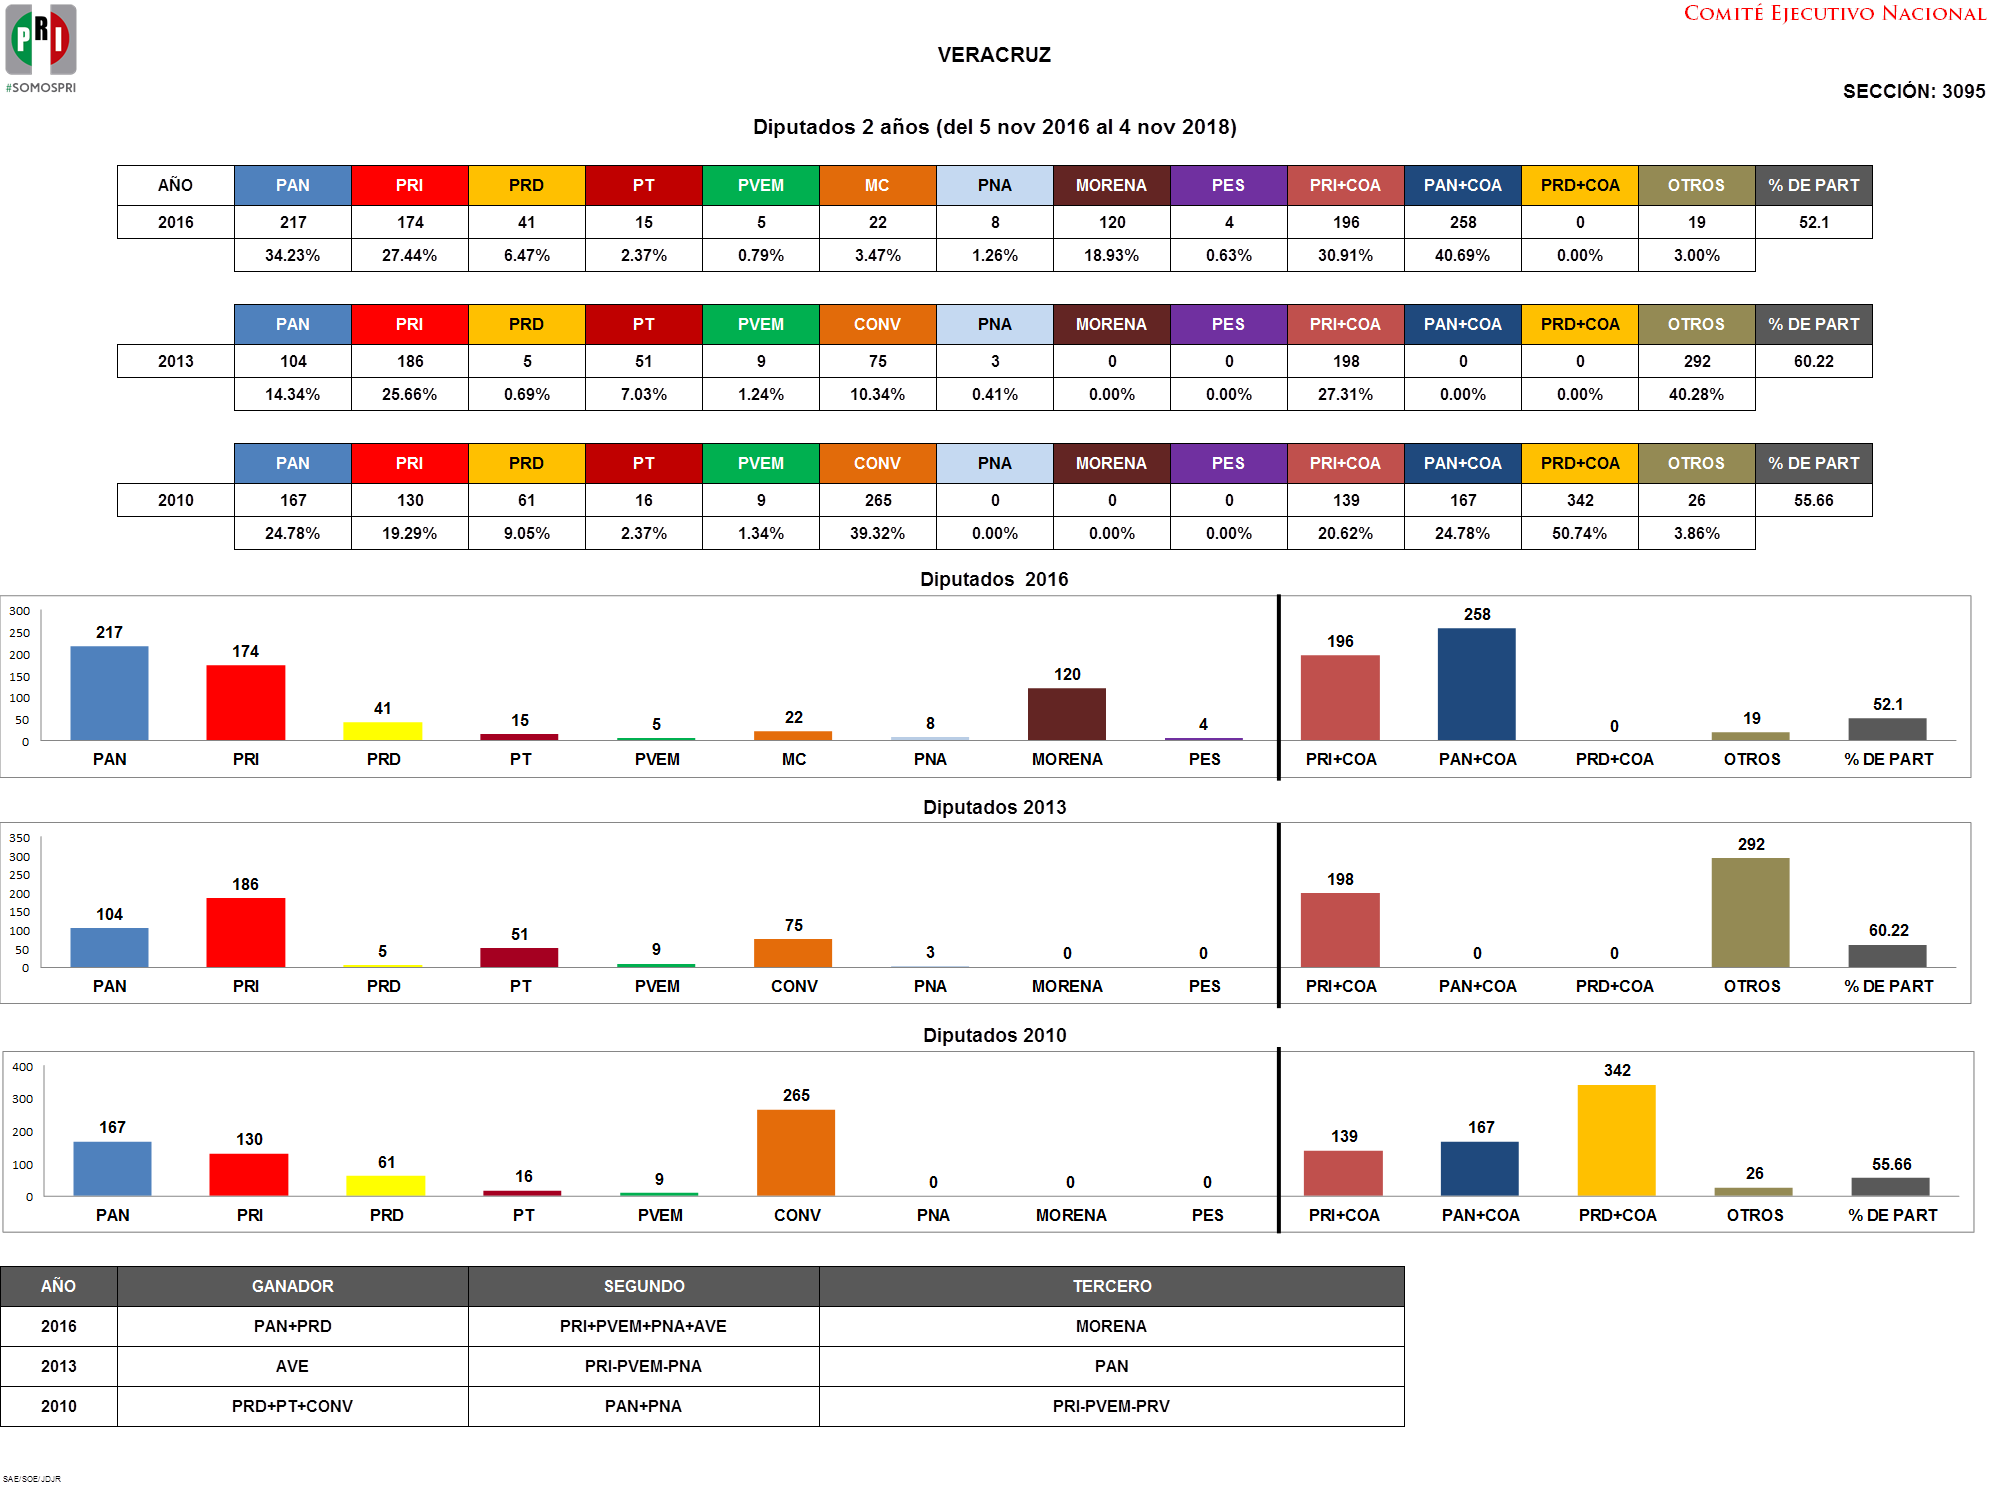 PRI
#SOMOSPRI
COMITÉ EJECUTIVO NACIONAL
VERACRUZ
SECCIÓN: 3095
Diputados 2 años (del 5 nov 2016 al 4 nov 2018)
AÑO PAN PRI PRD PT PVEM MC PNA MORENA PES PRI+COA PAN+COA PRD+COA OTROS % DE PART
2016 217 174 41 15 5 22 8 120 4 196 258 0 19 52.1
34.23% 27.44% 6.47% 2.37% 0.79% 3.47% 1.26% 18.93% 0.63% 30.91% 40.69% 0.00% 3.00%
PAN PRI PRD PT PVEM CONV PNA MORENA PES PRI+COA PAN+COA PRD+COA OTROS % DE PART
2013 104 186 5 51 9 75 3 0 0 198 0 0 292 60.22
14.34% 25.66% 0.69% 7.03% 1.24% 10.34% 0.41% 0.00% 0.00% 27.31% 0.00% 0.00% 40.28%
PAN PRI PRD PT PVEM CONV PNA MORENA PES PRI+COA PAN+COA PRD+COA OTROS % DE PART
2010 167 130 61 16 9 265 0 0 0 139 167 342 26 55.66
24.78% 19.29% 9.05% 2.37% 1.34% 39.32% 0.00% 0.00% 0.00% 20.62% 24.78% 50.74% 3.86%
Diputados 2016
300
250
200
150
100
50
0
217 174 41 15 5 22 8 120 4 196 258 0 19 52.1
PAN PRI PRD PT PVEM MC PNA MORENA PES PRI+COA PAN+COA PRD+COA OTROS % DE PART
Diputados 2013
350
300
250
200
150
100
50
0
104 186 5 51 9 75 3 0 0 198 0 0 292 60.22
PAN PRI PRD PT PVEM CONV PNA MORENA PES PRI+COA PAN+COA PRD+COA OTROS % DE PART
Diputados 2010
400
300
200
100
0
167 130 61 16 9 265 0 0 0 139 167 342 26 55.66
PAN PRI PRD PT PVEM CONV PNA MORENA PES PRI+COA PAN+COA PRD+COA OTROS % DE PART
AÑO GANADOR SEGUNDO TERCERO
2016 PAN+PRD PRI+PVEM+PNA+AVE MORENA
2013 AVE PRI-PVEM-PNA PAN
2010 PRD+PT+CONV PAN+PNA PRI-PVEM-PRV
SAE/SOE/JDJR